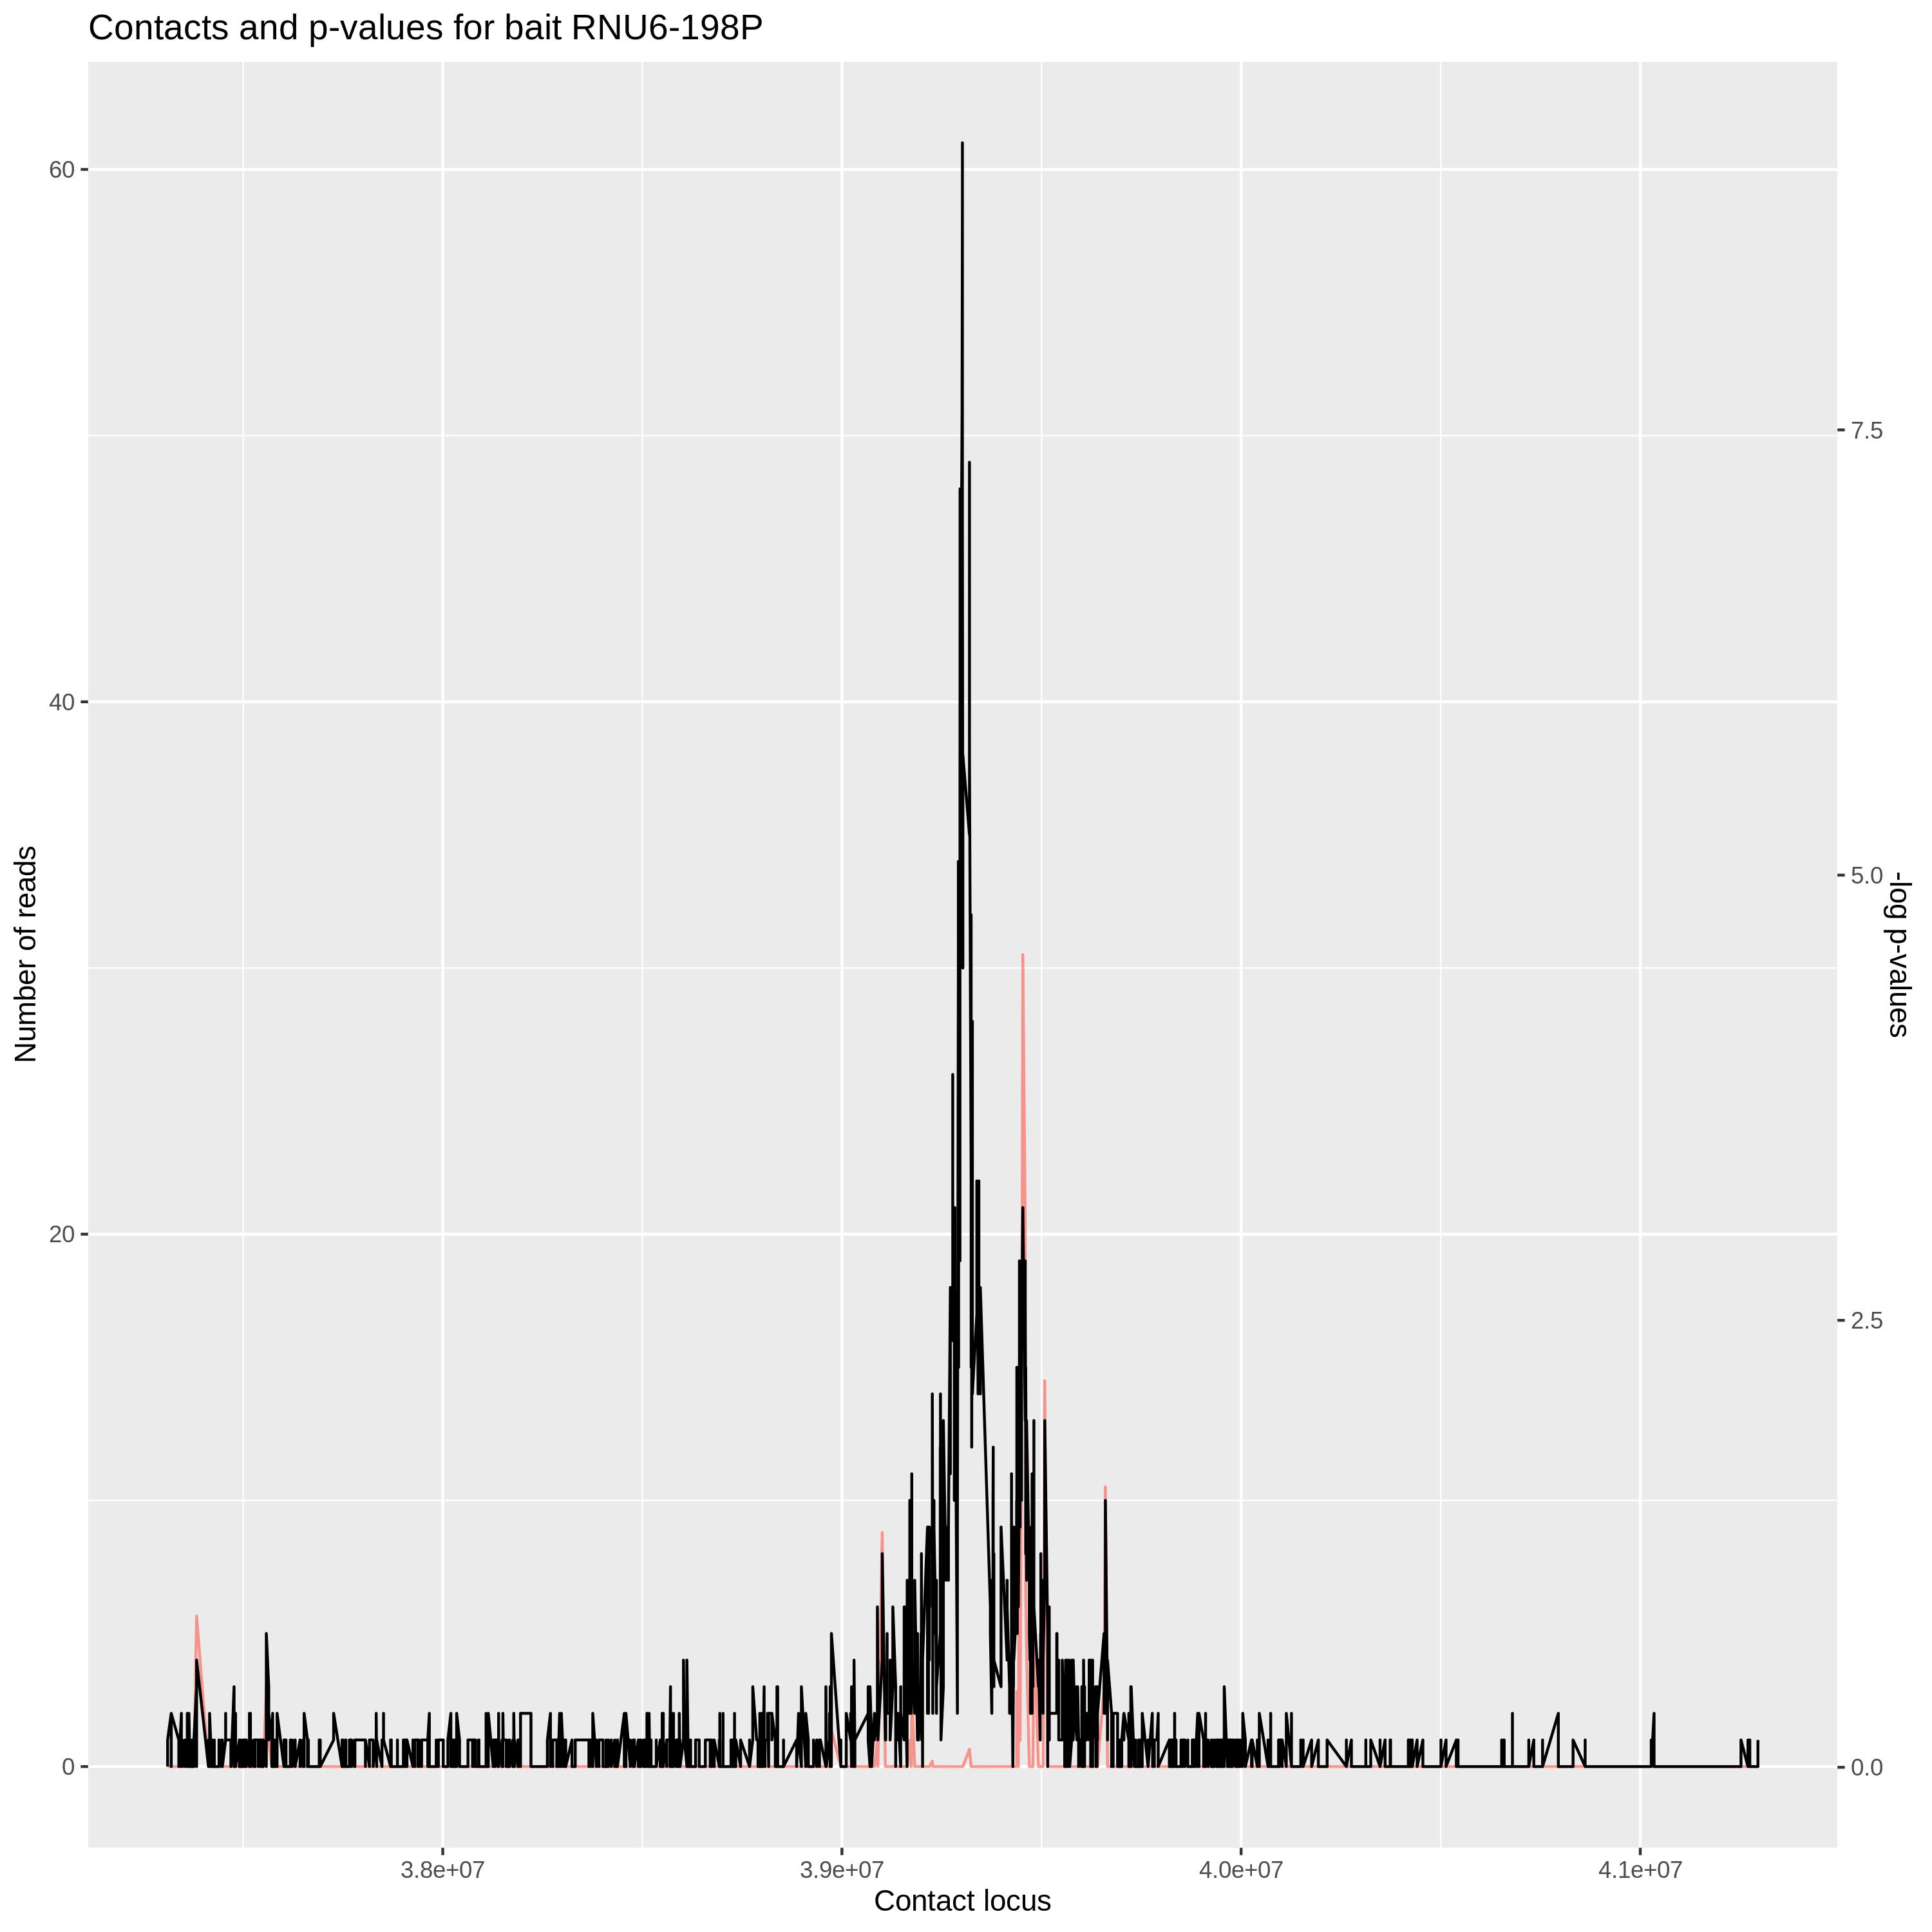 Contacts and p-values for bait RNU6-198P
60
40
20
0
Number of reads
7.5
5.0
2.5
0.0
-log p-values
3.8e+07
3.9e+07
4.0e+07
4.1e+07
Contact locus